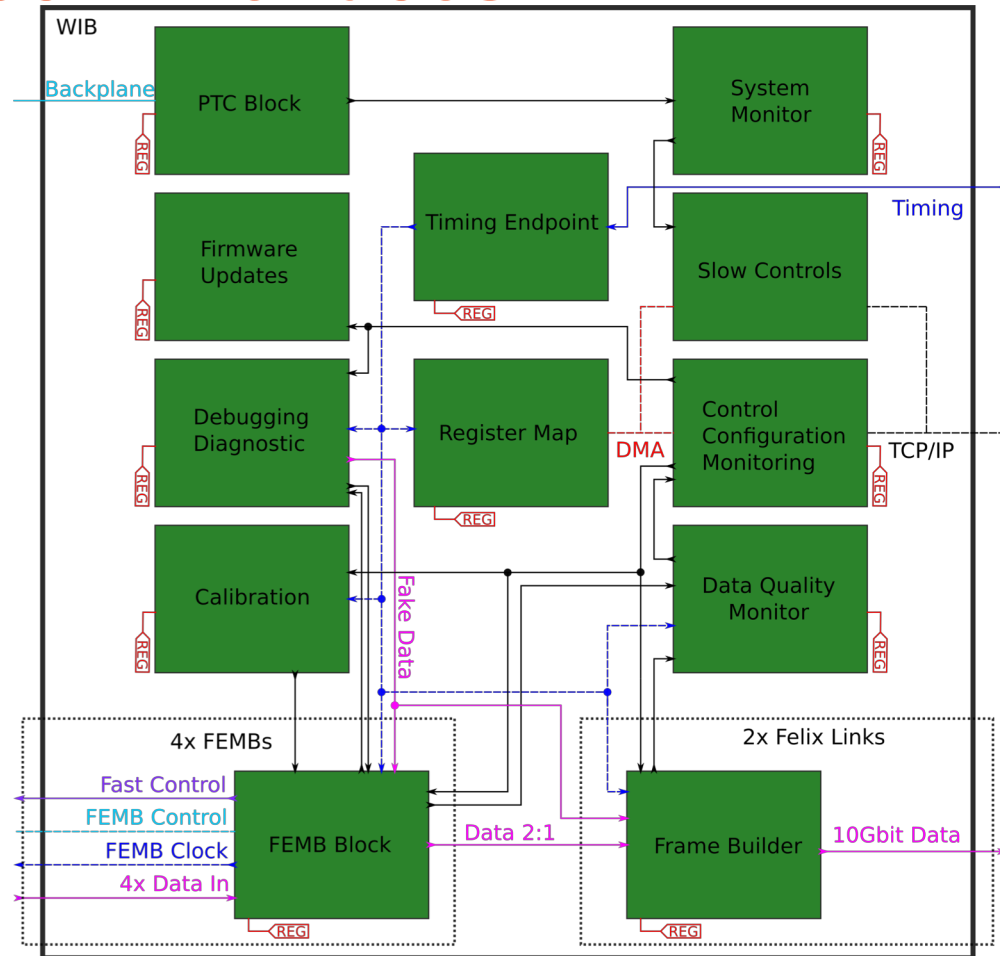 WIB
Backplane
PTC Block
System
Monitor
REG
REG
Timing Endpoint
Timing
Firmware
Updates
Slow Controls
REG
REG
Debugging
Diagnostic
Register Map
Control
Configuration
Monitoring
DMA
TCP/IP
REG
REG
REG
Calibration
Fake Data
Data Quality
Monitor
REG
REG
4x FEMBs
2x Felix Links
Fast Control
FEMB Control
FEMB Clock
4x Data In
FEMB Block
Data 2:1
Frame Builder
10Gbit Data
REG
REG